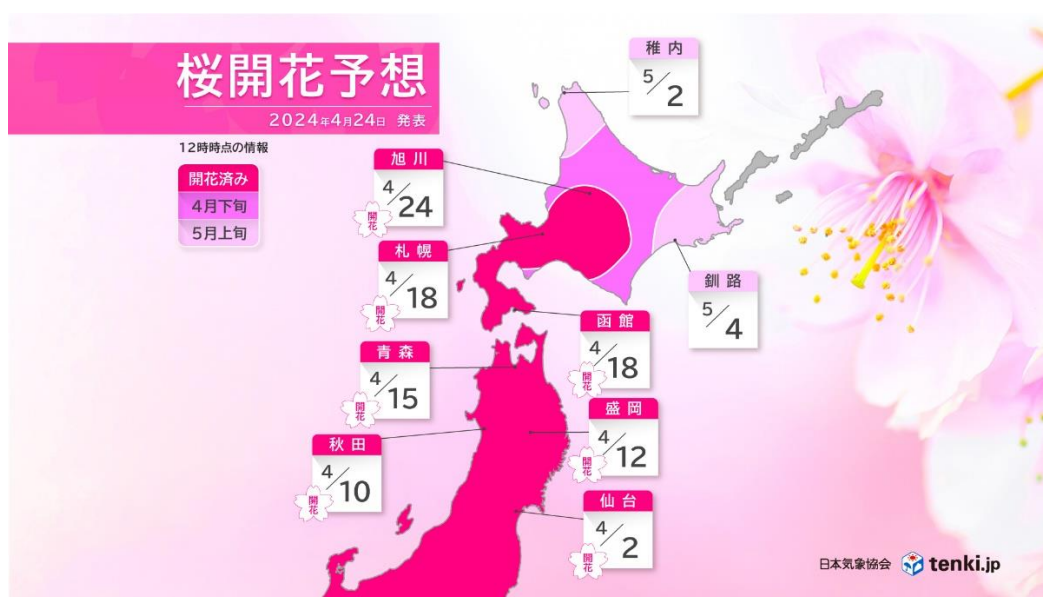 桜開花予想
2024年4月24日 発表
12時時点の情報
開花済み
4月下旬
5月上旬
稚内
5/2
旭川
4/24
開花
札幌
4/18
開花
釧路
5/4
函館
4/18
開花
青森
4/15
開花
盛岡
4/12
開花
秋田
4/10
開花
仙台
4/2
開花
日本気象協会 tenki.jp